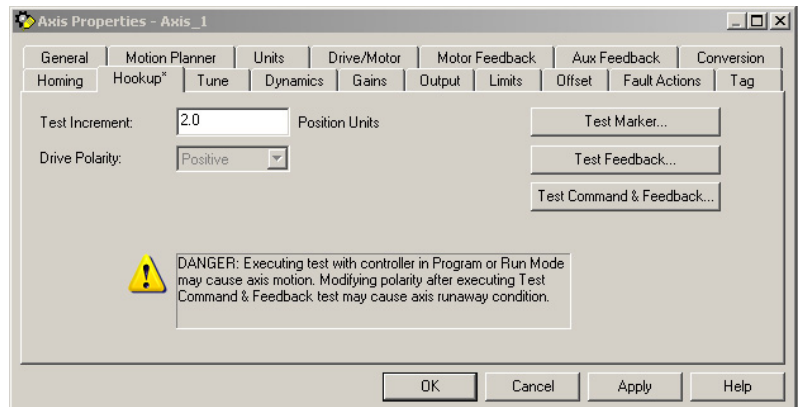 Axis Properties - Axis_1
General Motion Planner Units Drive/Motor Motor Feedback Aux Feedback Conversion
Homing Hookup* Tune Dynamics Gains Output Limits Offset Fault Actions Tag
Test Increment: 2.0 Position Units Test Marker...
Drive Polarity: Positive Test Feedback...
Test Command & Feedback...
DANGER: Executing test with controller in Program or Run Mode
may cause axis motion. Modifying polarity after executing Test
Command & Feedback test may cause axis runaway condition.
OK Cancel Apply Help